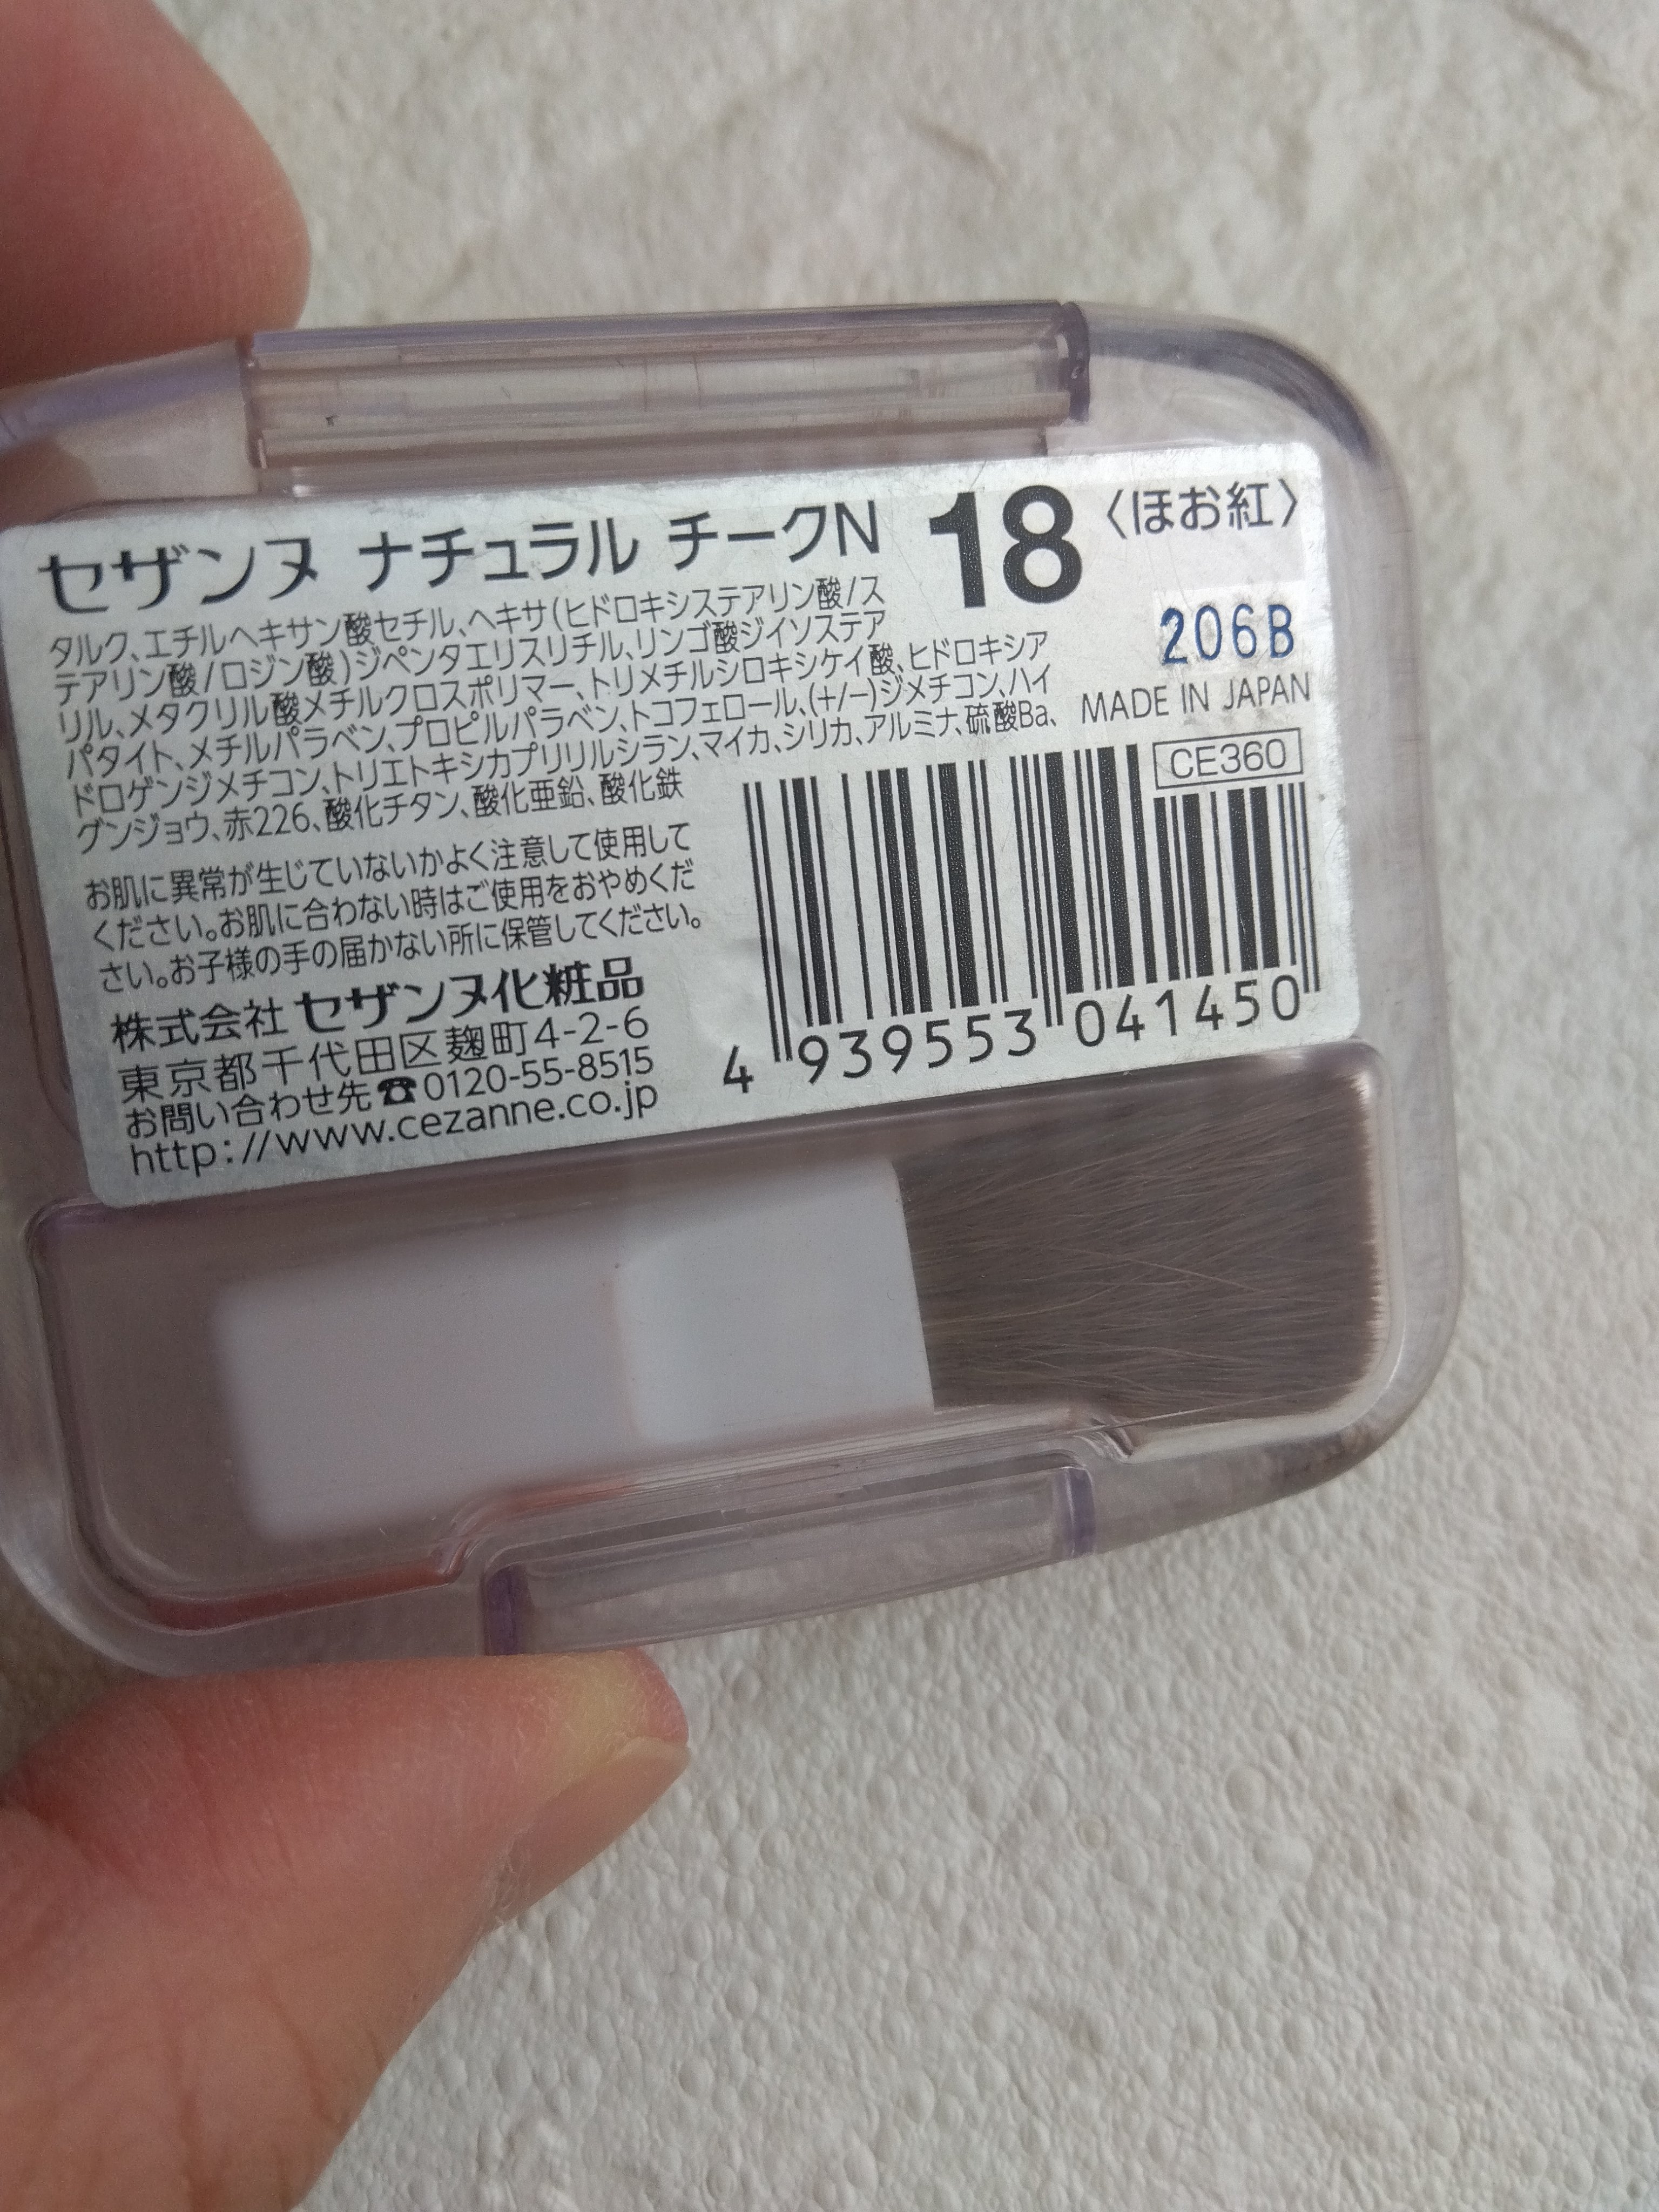 セザンヌ ナチュラル チークN 18 〈ほお紅〉
タルク、エチルヘキサン酸セチル、ヘキサ(ヒドロキシステアリン酸/ス
テアリン酸/ロジン酸)ジペンタエリスリチル、リンゴ酸ジイソステア
リル、メタクリル酸メチルクロスポリマー、トリメチルシロキシケイ酸、ヒドロキシア
パタイト、メチルパラベン、プロピルパラベン、トコフェロール、(+/−)ジメチコン、ハイ
ドロゲンジメチコン、トリエトキシカプリリルシラン、マイカ、シリカ、アルミナ、硫酸Ba、
グンジョウ、赤226、酸化チタン、酸化亜鉛、酸化鉄
206B
MADE IN JAPAN
CE360
お肌に異常が生じていないかよく注意して使用して
ください。お肌に合わない時はご使用をおやめくだ
さい。お子様の手の届かない所に保管してください。
株式会社 セザンヌ化粧品
東京都千代田区麹町4-2-6
お問い合わせ先☎0120-55-8515
http://www.cezanne.co.jp
4 939553 041450